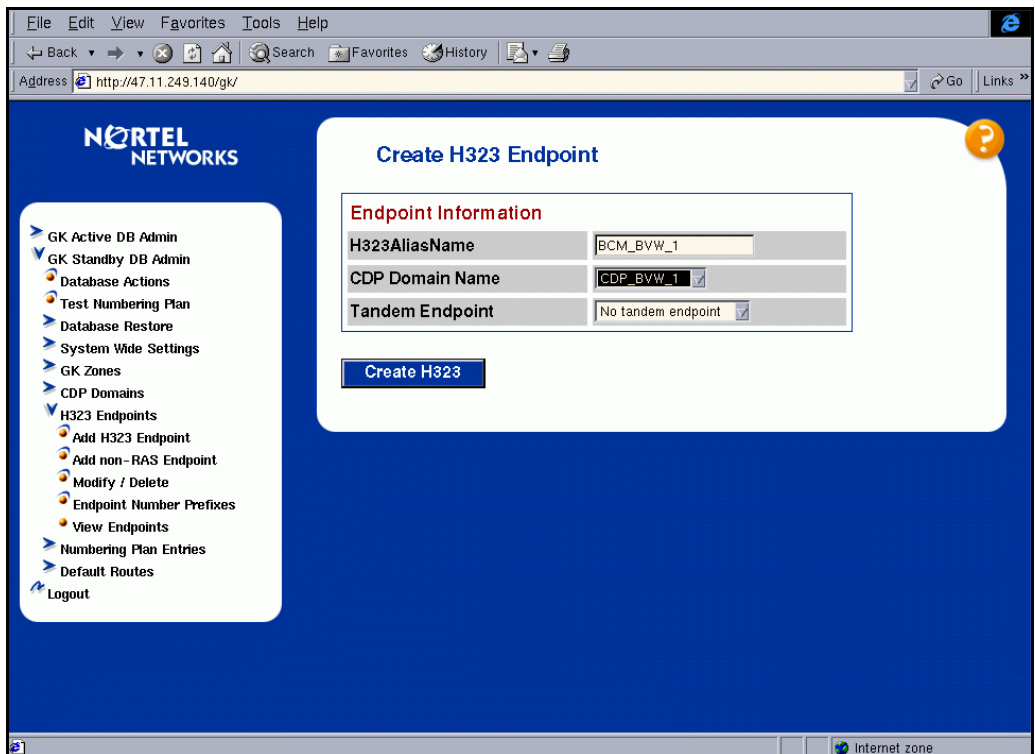 File Edit View Favorites Tools Help
Back Search Favorites History
Address http://47.11.249.140/gk/ Go Links »
NORTEL
NETWORKS
GK Active DB Admin
GK Standby DB Admin
Database Actions
Test Numbering Plan
Database Restore
System Wide Settings
GK Zones
CDP Domains
H323 Endpoints
Add H323 Endpoint
Add non-RAS Endpoint
Modify / Delete
Endpoint Number Prefixes
View Endpoints
Numbering Plan Entries
Default Routes
Logout
Create H323 Endpoint
?
Endpoint Information
H323AliasName BCM_BVW_1
CDP Domain Name CDP_BVW_1
Tandem Endpoint No tandem endpoint
Create H323
Internet zone